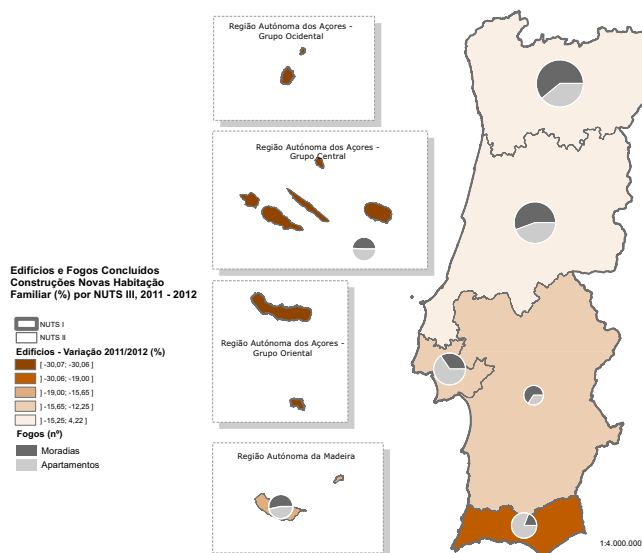 Região Autónoma dos Açores -
Grupo Ocidental
Região Autónoma dos Açores -
Grupo Central
Edifícios e Fogos Concluídos
Construções Novas Habitação
Familiar (%) por NUTS III, 2011 - 2012
NUTS I
NUTS II
Edifícios - Variação 2011/2012 (%)
[ -30,07; -30,06 ]
] -30,06; -19,00 ]
] -19,00; -15,65 ]
] -15,65; -12,25 ]
] -15,25; 4,22 ]
Fogos (nº)
Moradias
Apartamentos
Região Autónoma dos Açores -
Grupo Oriental
Região Autónoma da Madeira
1:4.000.000